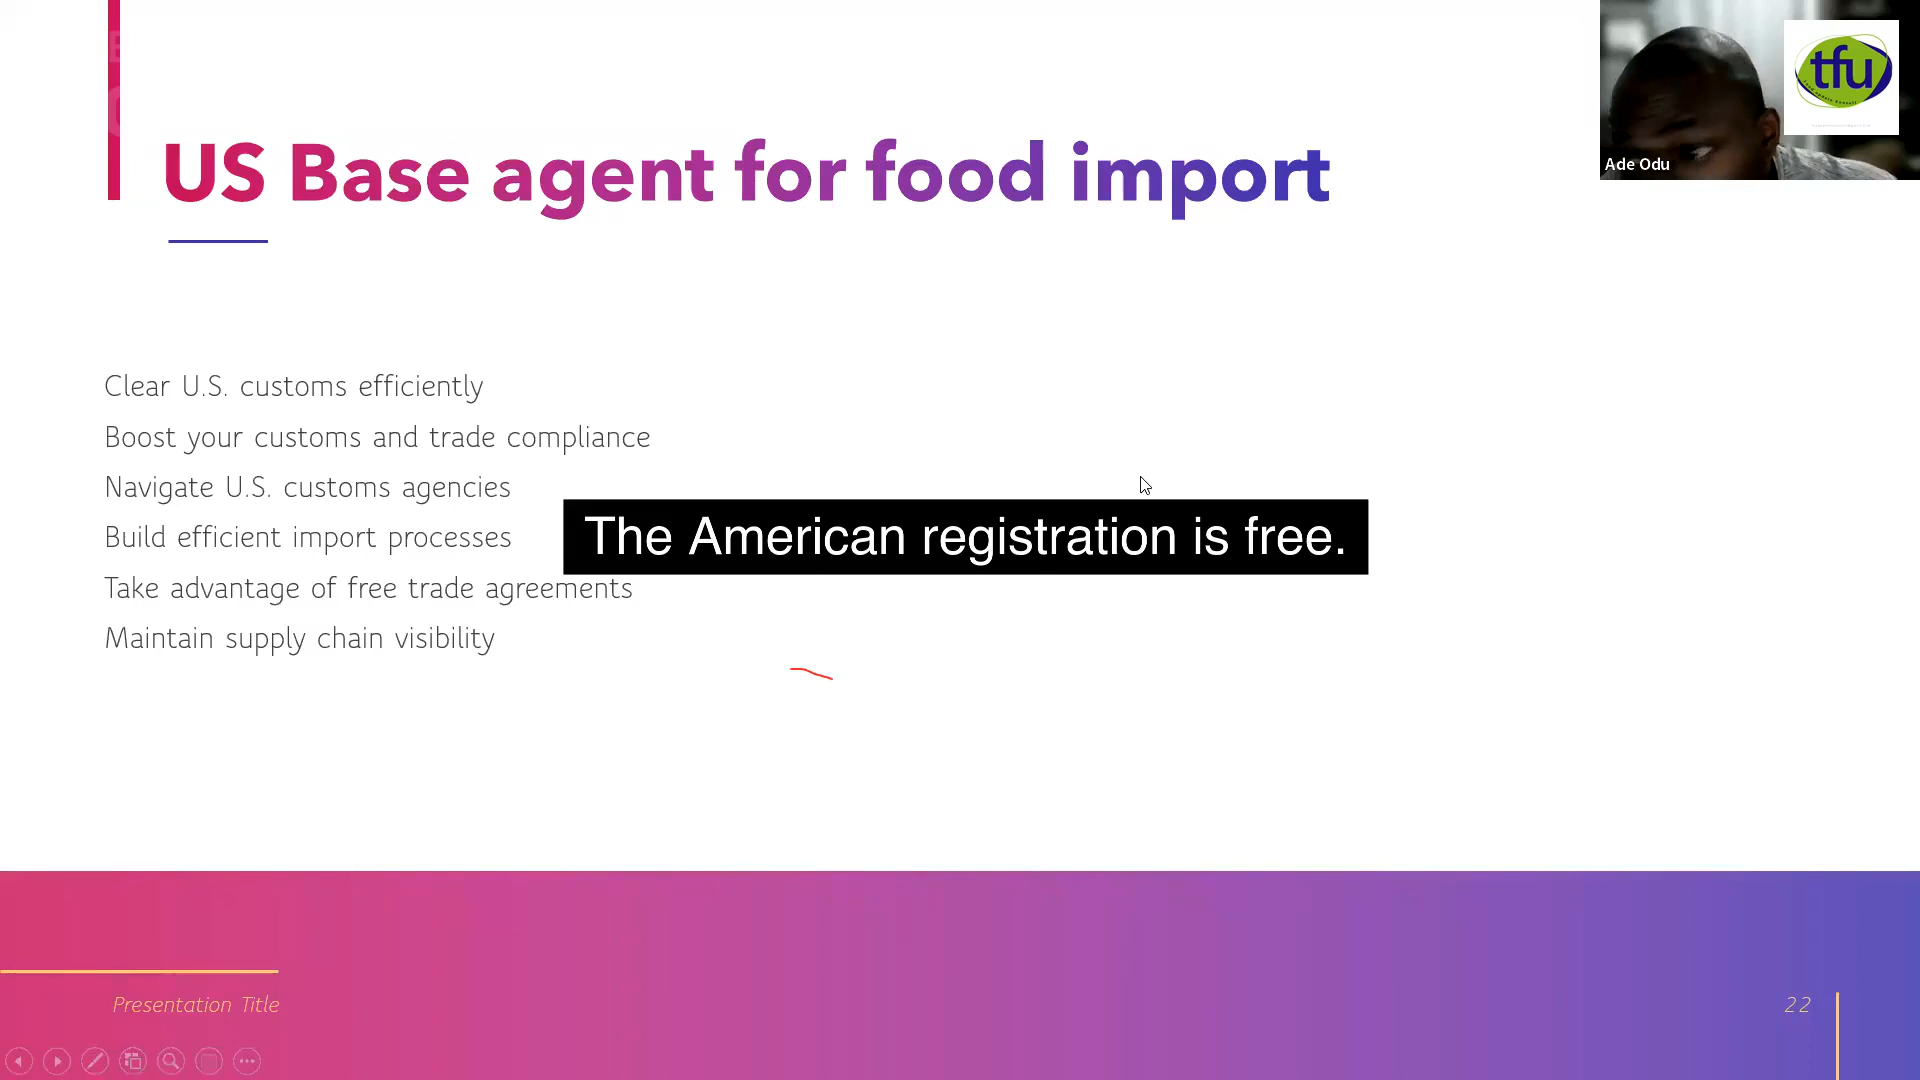 US Base agent for food import
tfu
Ade Odu
Clear U.S. customs efficiently
Boost your customs and trade compliance
Navigate U.S. customs agencies
Build efficient import processes
The American registration is free.
Take advantage of free trade agreements
Maintain supply chain visibility
Presentation Title
22